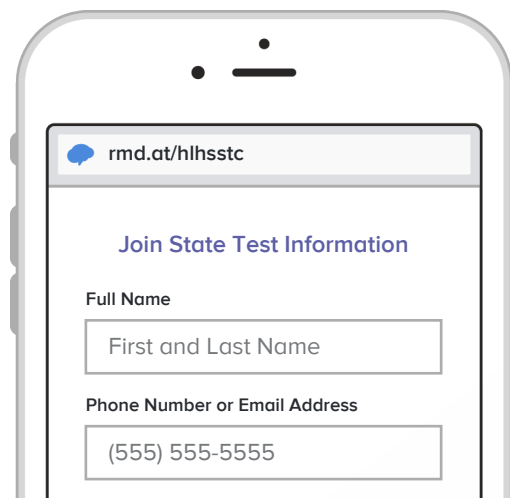 rmd.at/hlhsstc
Join State Test Information
Full Name
First and Last Name
Phone Number or Email Address
(555) 555-5555